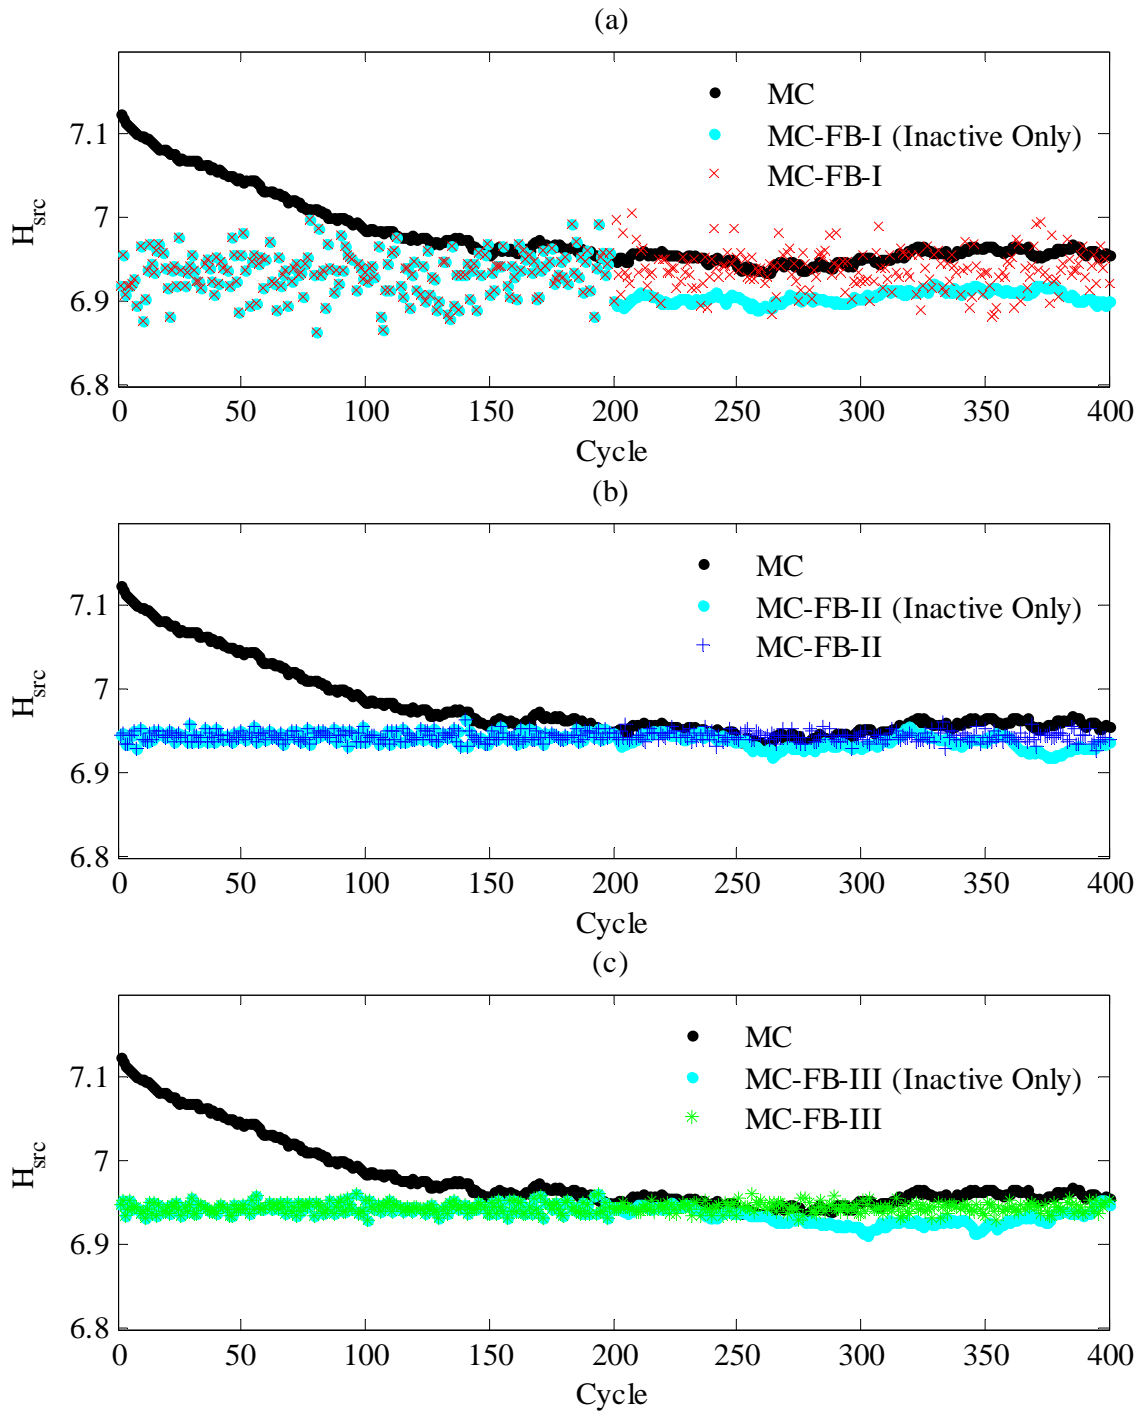 (a)
MC
MC-FB-I (Inactive Only)
MC-FB-I
H_src
7.1
7
6.9
6.8
0 50 100 150 200 250 300 350 400
Cycle
(b)
MC
MC-FB-II (Inactive Only)
MC-FB-II
H_src
7.1
7
6.9
6.8
0 50 100 150 200 250 300 350 400
Cycle
(c)
MC
MC-FB-III (Inactive Only)
MC-FB-III
H_src
7.1
7
6.9
6.8
0 50 100 150 200 250 300 350 400
Cycle